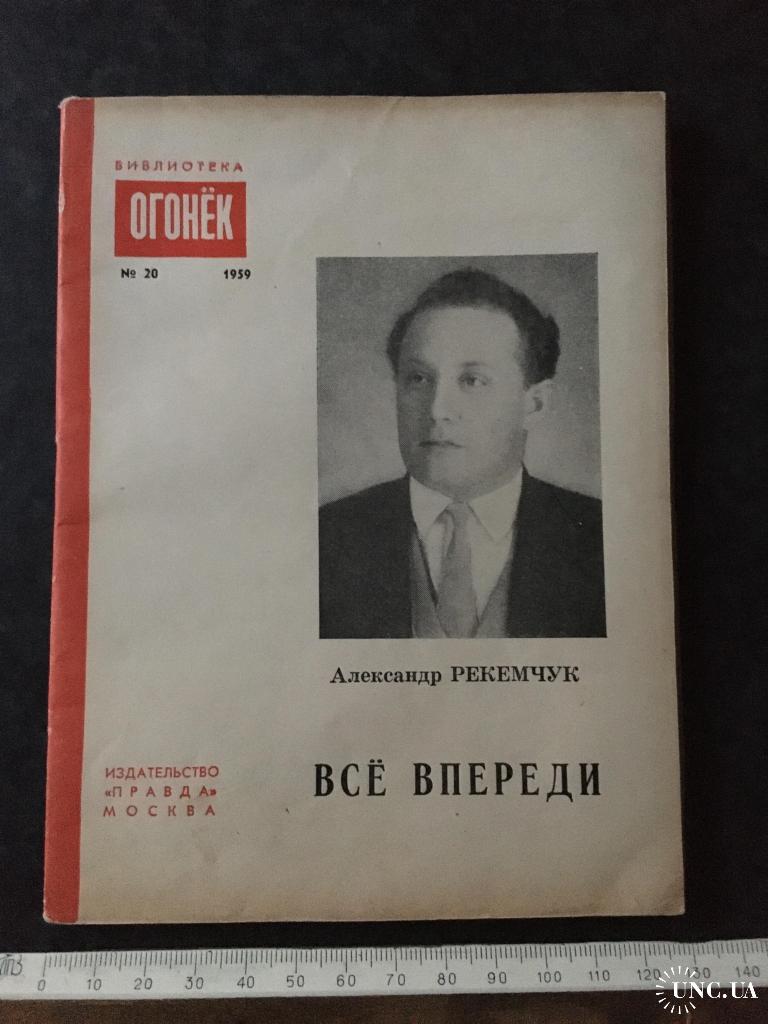 БИБЛИОТЕКА
ОГОНЁК
№ 20 1959
Александр РЕКЕМЧУК
ВСЁ ВПЕРЕДИ
ИЗДАТЕЛЬСТВО
«ПРАВДА»
МОСКВА
0 10 20 30 40 50 60 70 80 90 100 110 120 130 140
UNC.UA